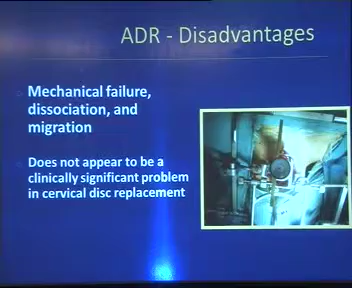 ADR - Disadvantages
Mechanical failure,
dissociation, and
migration
Does not appear to be a
clinically significant problem
in cervical disc replacement